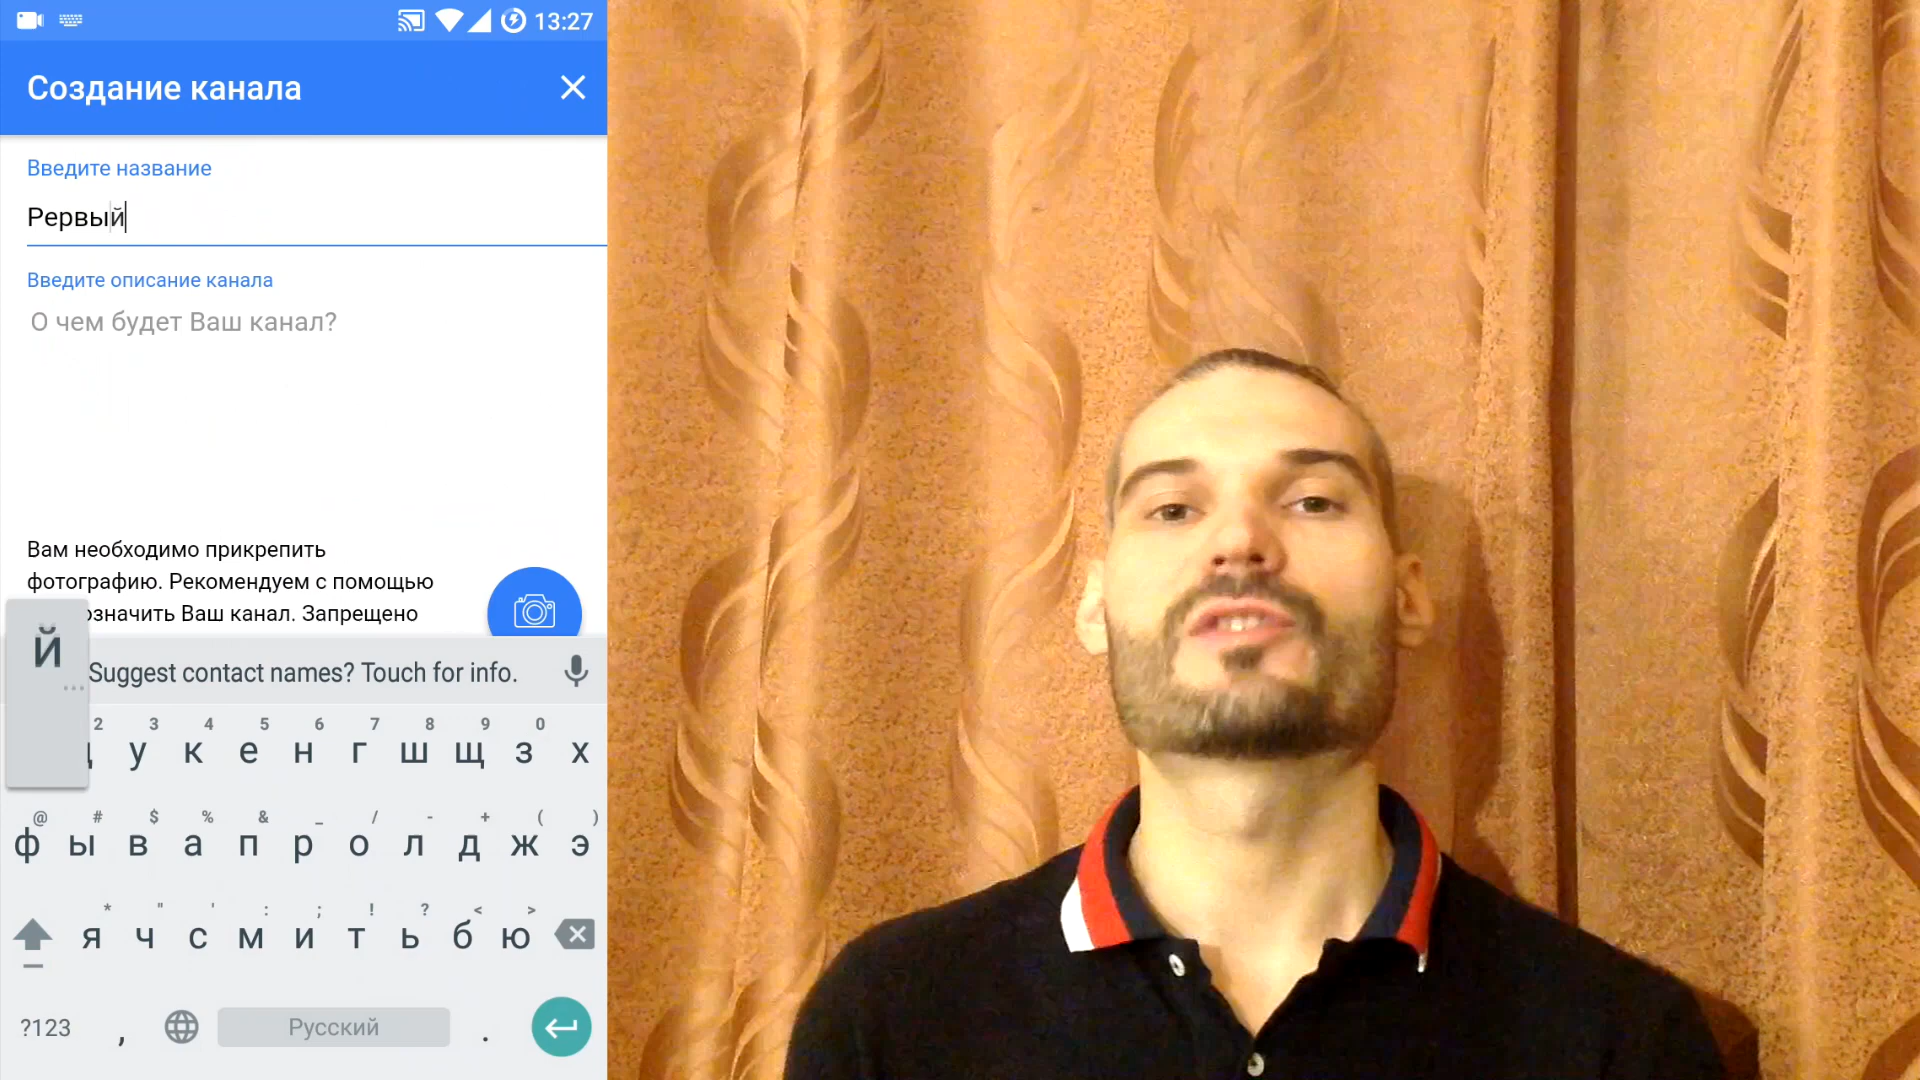 13:27
Создание канала
Введите название
Рервый
Введите описание канала
О чем будет Ваш канал?
Вам необходимо прикрепить
фотографию. Рекомендуем с помощью
означить Ваш канал. Запрещено
й
Suggest contact names? Touch for info.
2 3 4 5 6 7 8 9 0
у к е н г ш щ з х
@ # $ % & _ / - + ( )
ф ы в а п р о л д ж э
* " ' : ; ! ? < >
я ч с м и т ь б ю
?123 , Русский .